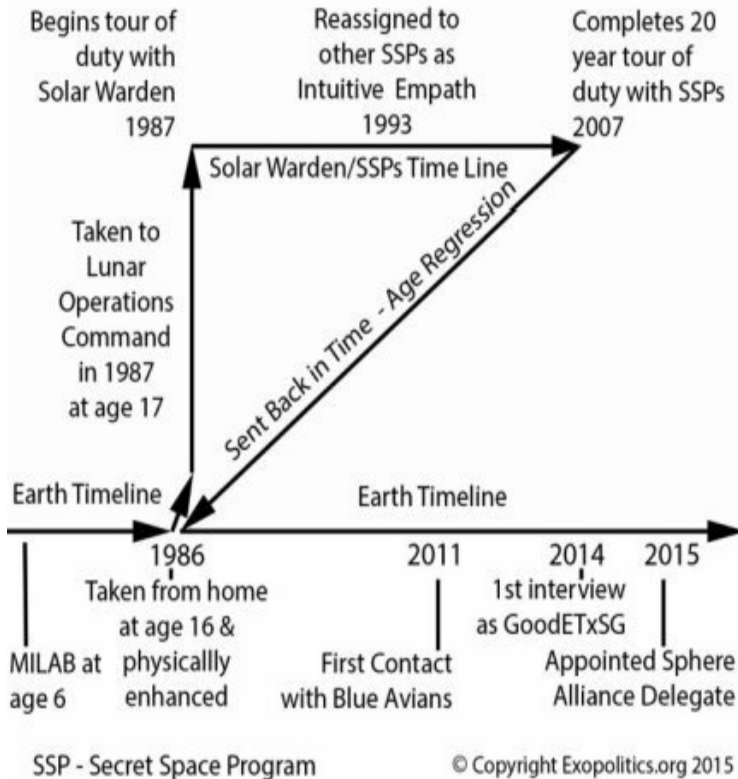 Begins tour of
duty with
Solar Warden
1987
Reassigned to
other SSPs as
Intuitive Empath
1993
Completes 20
year tour of
duty with SSPs
2007
Solar Warden/SSPs Time Line
Taken to
Lunar
Operations
Command
in 1987
at age 17
Sent Back in Time - Age Regression
Earth Timeline
Earth Timeline
1986
2011
2014
2015
Taken from home
at age 16 &
physicallly
enhanced
1st interview
as GoodETxSG
MILAB at
age 6
First Contact
with Blue Avians
Appointed Sphere
Alliance Delegate
SSP - Secret Space Program
© Copyright Exopolitics.org 2015